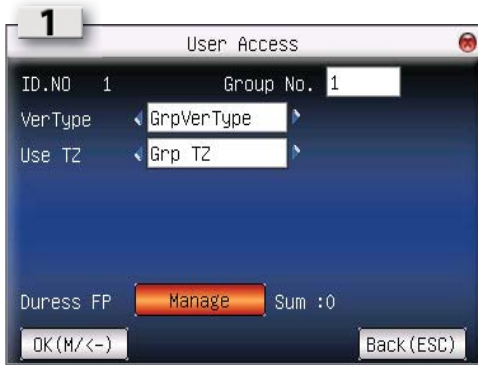 1
User Access
ID.NO 1 Group No. 1
VerType GrpVerType
Use TZ Grp TZ
Duress FP Manage Sum :0
OK(M/<-) Back(ESC)